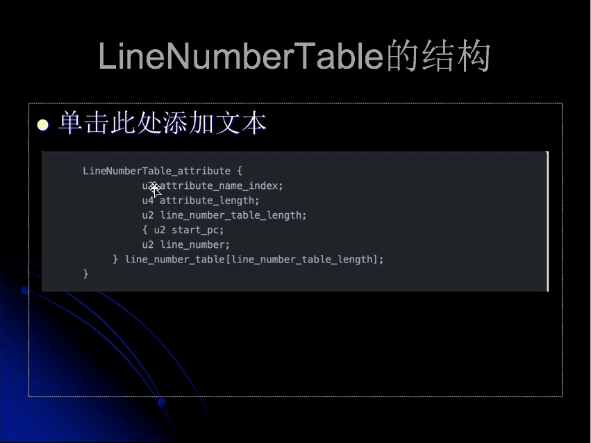 LineNumberTable的结构
单击此处添加文本
LineNumberTable_attribute {
u2 attribute_name_index;
u4 attribute_length;
u2 line_number_table_length;
{ u2 start_pc;
u2 line_number;
} line_number_table[line_number_table_length];
}